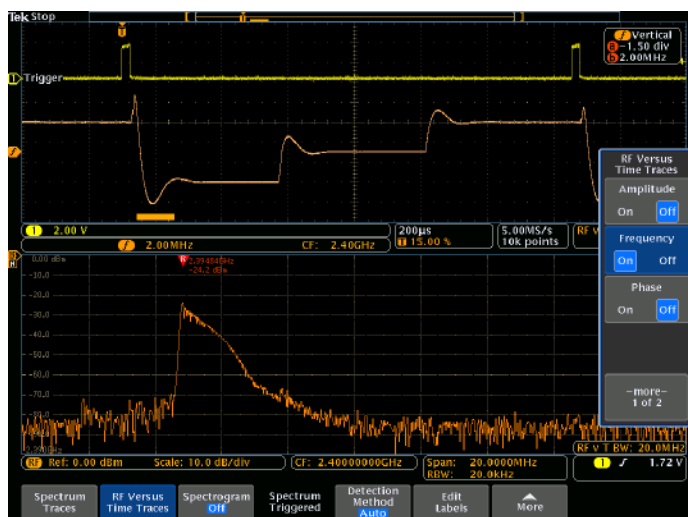 Tek Stop
Vertical
a -1.50 div
b 2.00MHz
Trigger
RF Versus
Time Traces
Amplitude
On Off
Frequency
On Off
Phase
On Off
-more-
1 of 2
1 2.00 V
2.00MHz CF: 2.40GHz
200µs
15.00 %
5.00MS/s
10k points
RF v
0.00 dBm
-10.0
-20.0
-30.0
-40.0
-50.0
-60.0
-24.2 dBm
RF v T BW: 20.0MHz
RF Ref: 0.00 dBm Scale: 10.0 dB/div CF: 2.40000000GHz
Span: 20.0000MHz
RBW: 20.0kHz
1 1.72 V
Spectrum
Traces
RF Versus
Time Traces
Spectrogram
Off
Spectrum
Triggered
Detection
Method
Auto
Edit
Labels
More